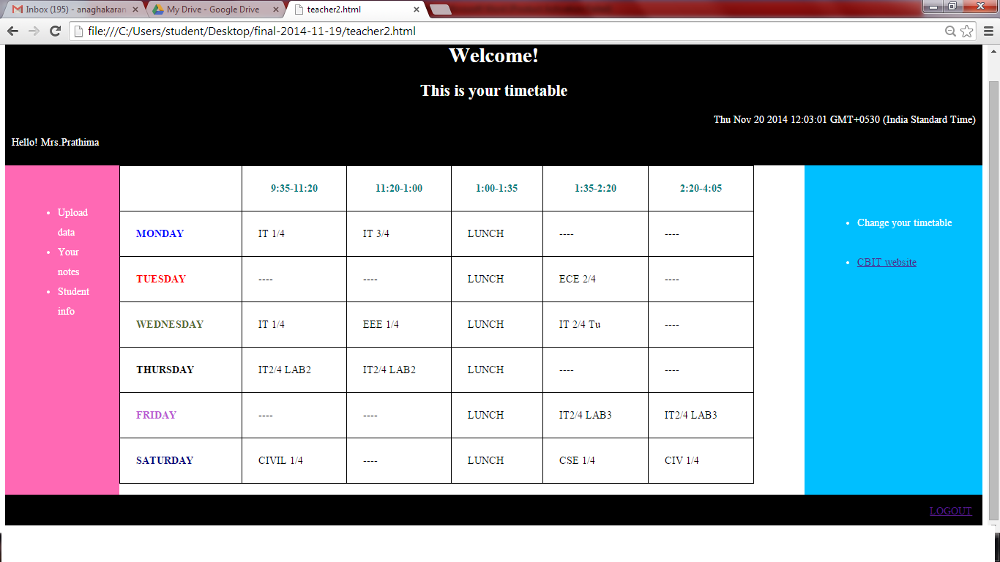 Inbox (195) - anaghakaran
My Drive - Google Drive
teacher2.html
file:///C:/Users/student/Desktop/final-2014-11-19/teacher2.html
Welcome!
This is your timetable
Thu Nov 20 2014 12:03:01 GMT+0530 (India Standard Time)
Hello! Mrs.Prathima
Upload
data
Your
notes
Student
info
9:35-11:20 11:20-1:00 1:00-1:35 1:35-2:20 2:20-4:05
MONDAY IT 1/4 IT 3/4 LUNCH ---- ----
TUESDAY ---- ---- LUNCH ECE 2/4 ----
WEDNESDAY IT 1/4 EEE 1/4 LUNCH IT 2/4 Tu ----
THURSDAY IT2/4 LAB2 IT2/4 LAB2 LUNCH ---- ----
FRIDAY ---- ---- LUNCH IT2/4 LAB3 IT2/4 LAB3
SATURDAY CIVIL 1/4 ---- LUNCH CSE 1/4 CIV 1/4
Change your timetable
CBIT website
LOGOUT